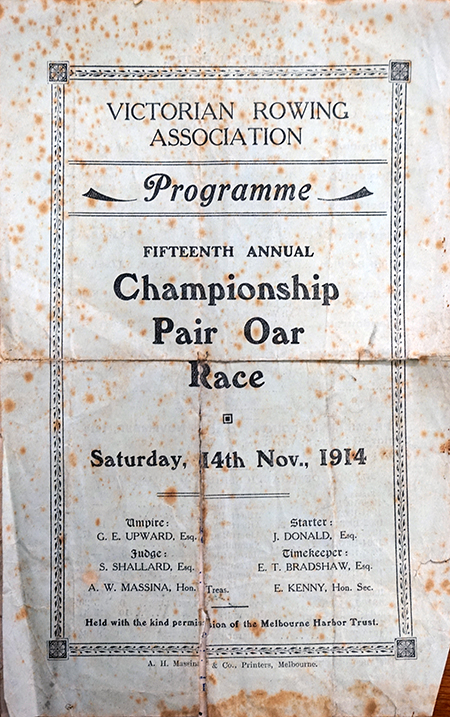 VICTORIAN ROWING
ASSOCIATION
Programme
FIFTEENTH ANNUAL
Championship
Pair Oar
Race
Saturday, 14th Nov., 1914
Umpire:
G. E. UPWARD, Esq.
Starter:
J. DONALD, Esq.
Judge:
S. SHALLARD, Esq.
Timekeeper:
E. T. BRADSHAW, Esq.
A. W. MASSINA, Hon. Treas.
E. KENNY, Hon. Sec.
Held with the kind permission of the Melbourne Harbor Trust.
A. H. Massina & Co., Printers, Melbourne.